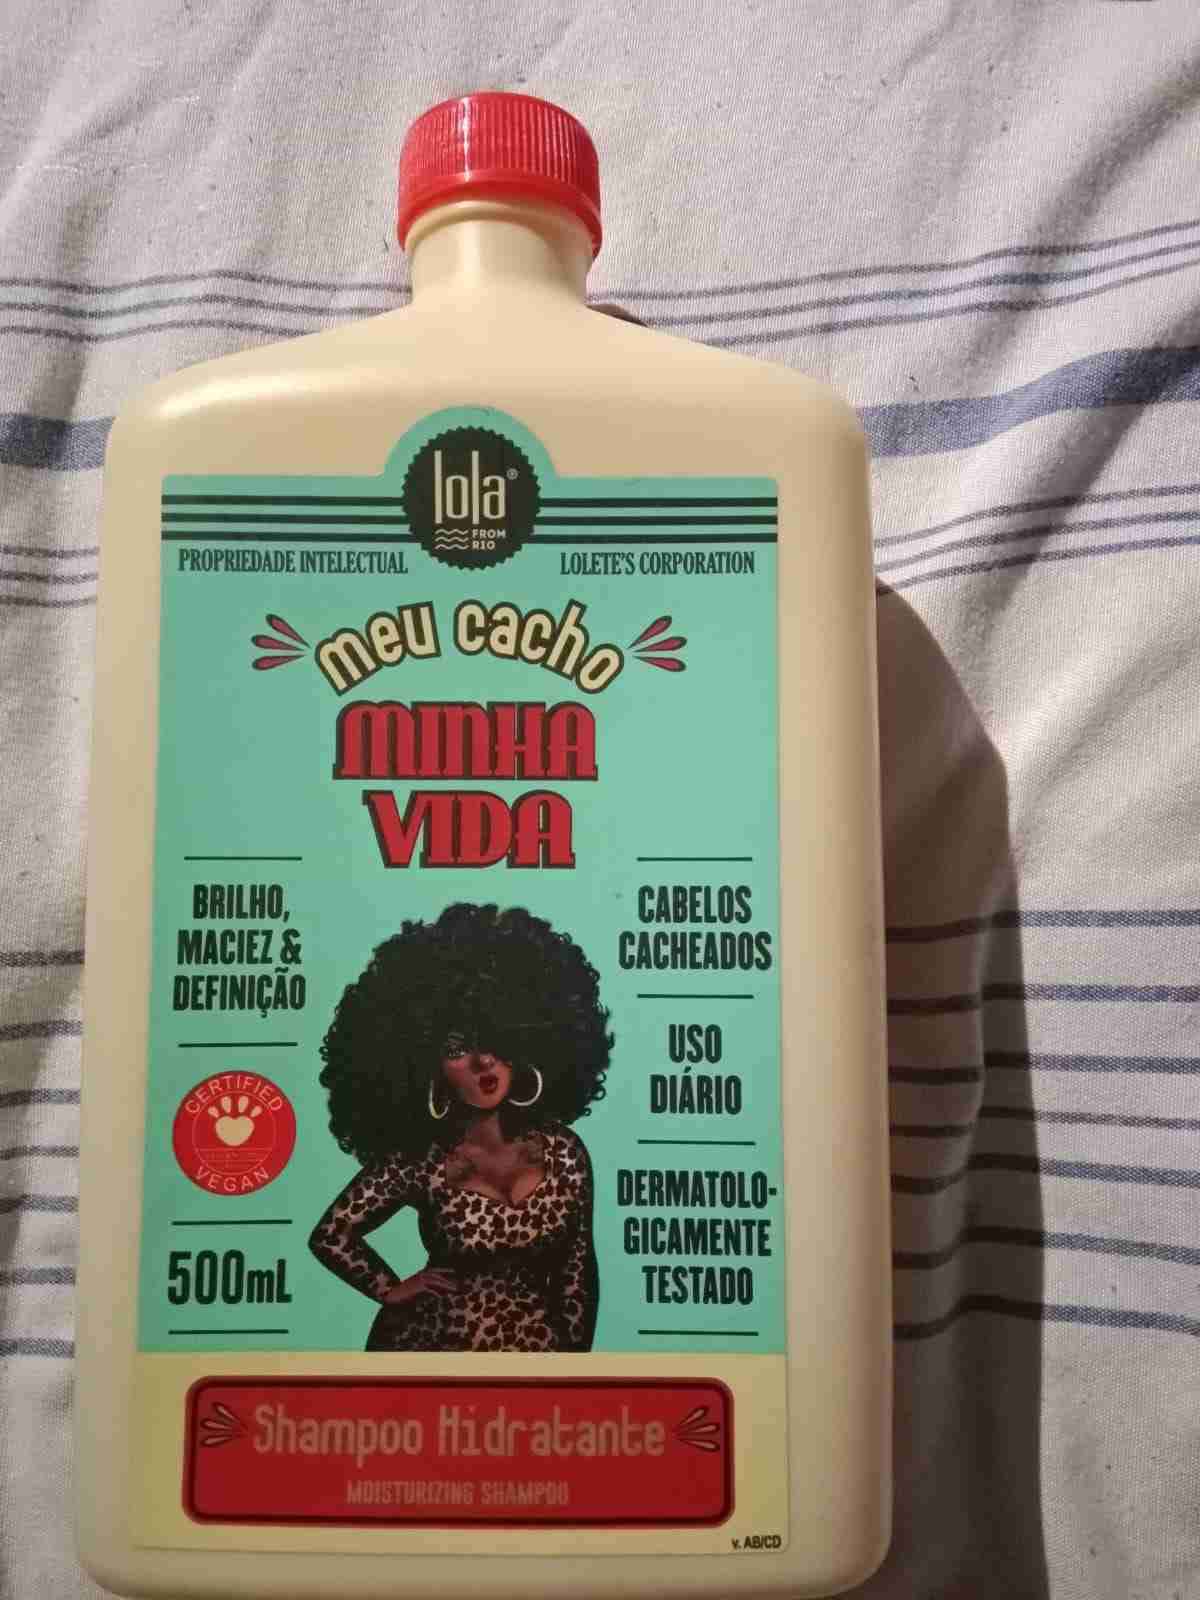 lola®
FROM
RIO
PROPRIEDADE INTELECTUAL
LOLETE'S CORPORATION
meu cacho
MINHA
VIDA
BRILHO,
MACIEZ &
DEFINIÇÃO
CERTIFIED
VEGAN
500mL
CABELOS
CACHEADOS
USO
DIÁRIO
DERMATOLO-
GICAMENTE
TESTADO
Shampoo Hidratante
MOISTURIZING SHAMPOO
v. AB/CD